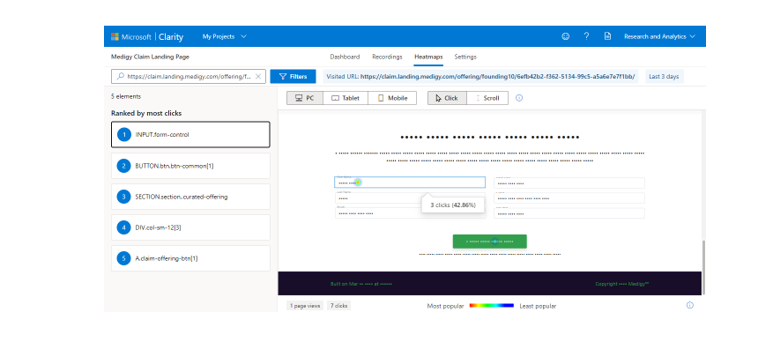 Microsoft | Clarity My Projects ? Research and Analytics
Medigy Claim Landing Page Dashboard Recordings Heatmaps Settings
https://claim.landing.medigy.com/offering/f... × Filters Visited URL: https://claim.landing.medigy.com/offering/founding10/6efb42b2-f362-5134-99c5-a5a6e7e7f1bb/ Last 3 days
5 elements PC Tablet Mobile Click Scroll
Ranked by most clicks
1 INPUT.form-control
2 BUTTON.btn.btn-common[1]
3 SECTION.section.curated-offering
3 clicks (42.86%)
4 DIV.col-sm-12[3]
5 A.claim-offering-btn[1]
Built on Mar •• •••• at ••••• Copyright •••• Medigy™
1 page views 7 clicks Most popular Least popular